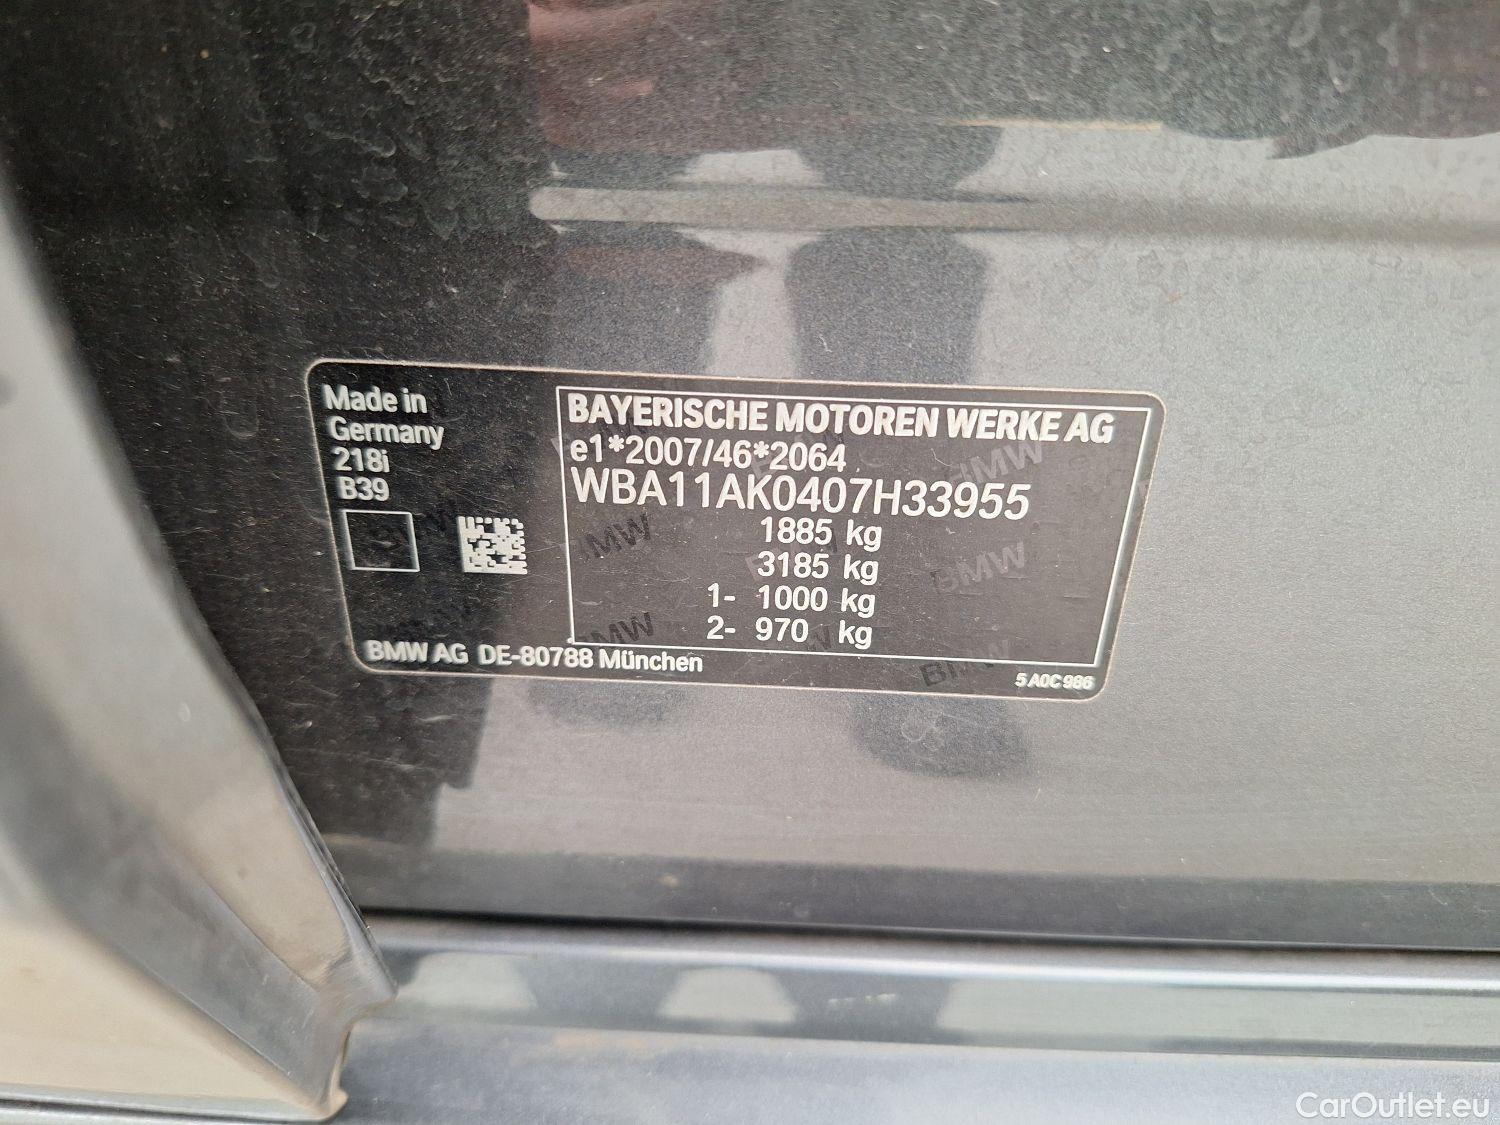 Made in
Germany
218i
B39
BAYERISCHE MOTOREN WERKE AG
e1*2007/46*2064
WBA11AK0407H33955
1885 kg
3185 kg
1- 1000 kg
2- 970 kg
BMW AG DE-80788 München
5 A0C 986
CarOutlet.eu